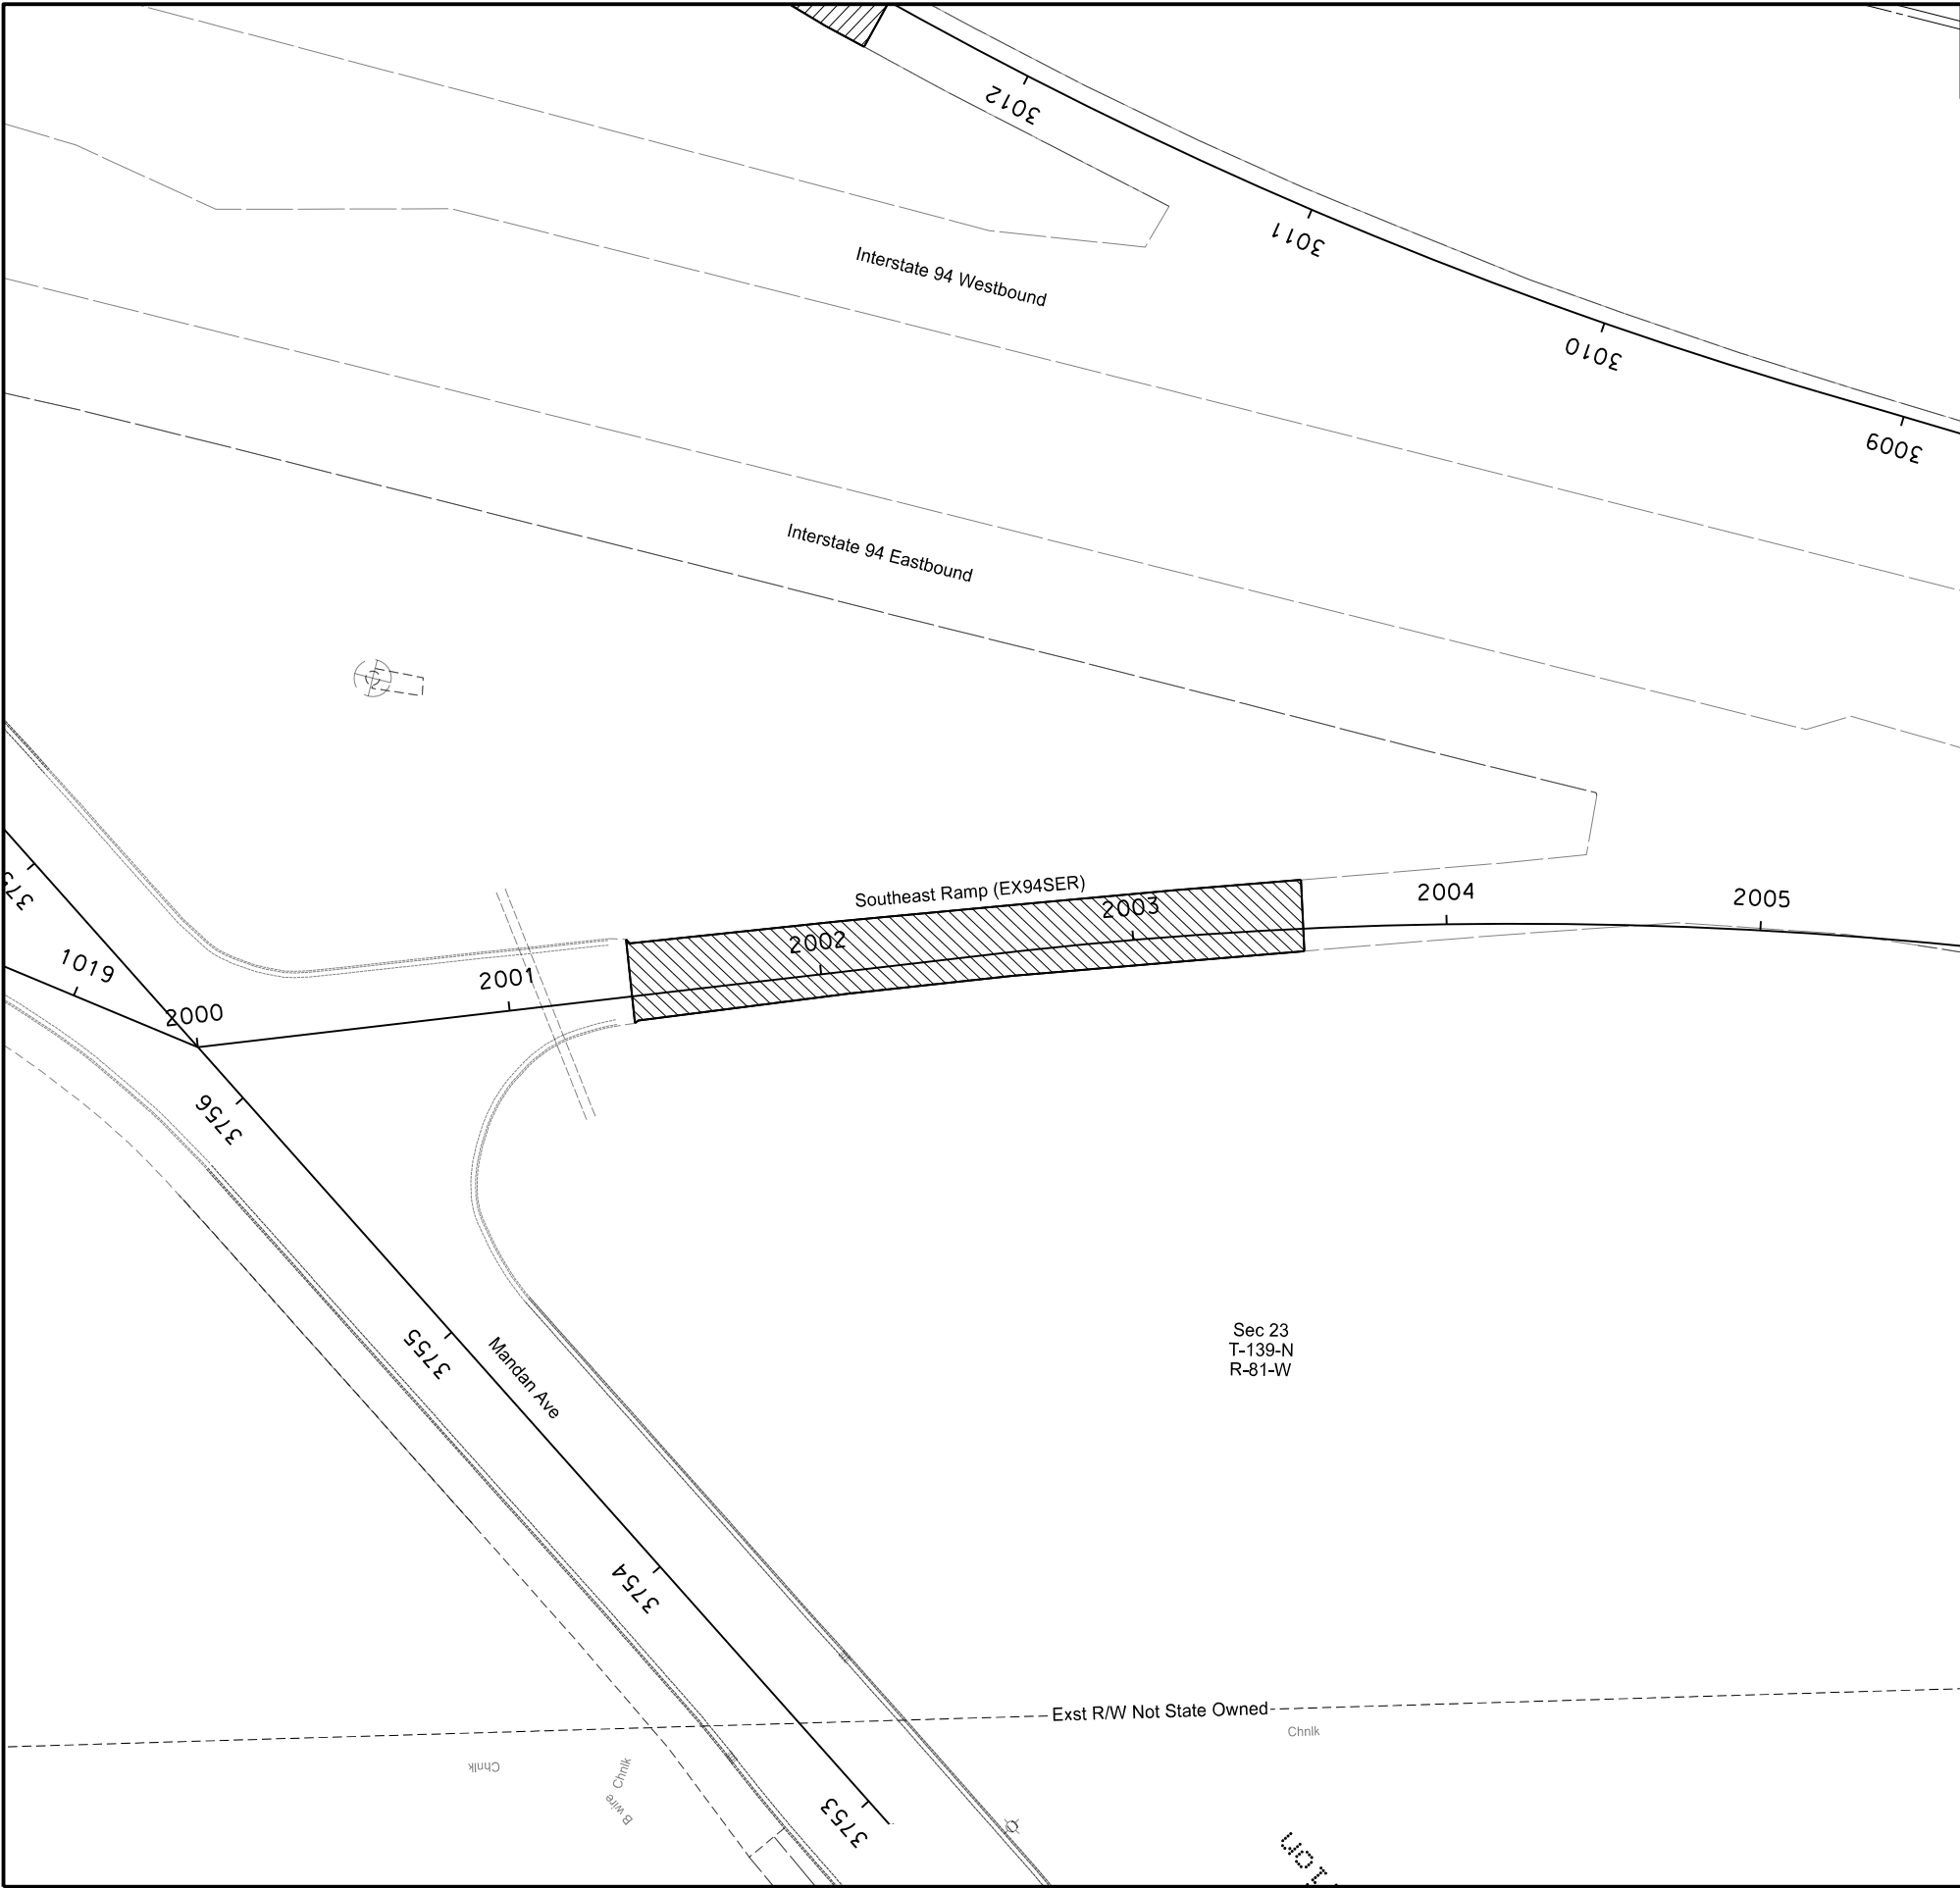 3012
3011
Interstate 94 Westbound
3010
3009
Interstate 94 Eastbound
Southeast Ramp (EX94SER)
2004
2005
2003
2002
1019
2001
2000
3756
3755
Mandan Ave
Sec 23
T-139-N
R-81-W
3754
Exst R/W Not State Owned
Chnlk
Chnlk
Chnlk
B wire
3753